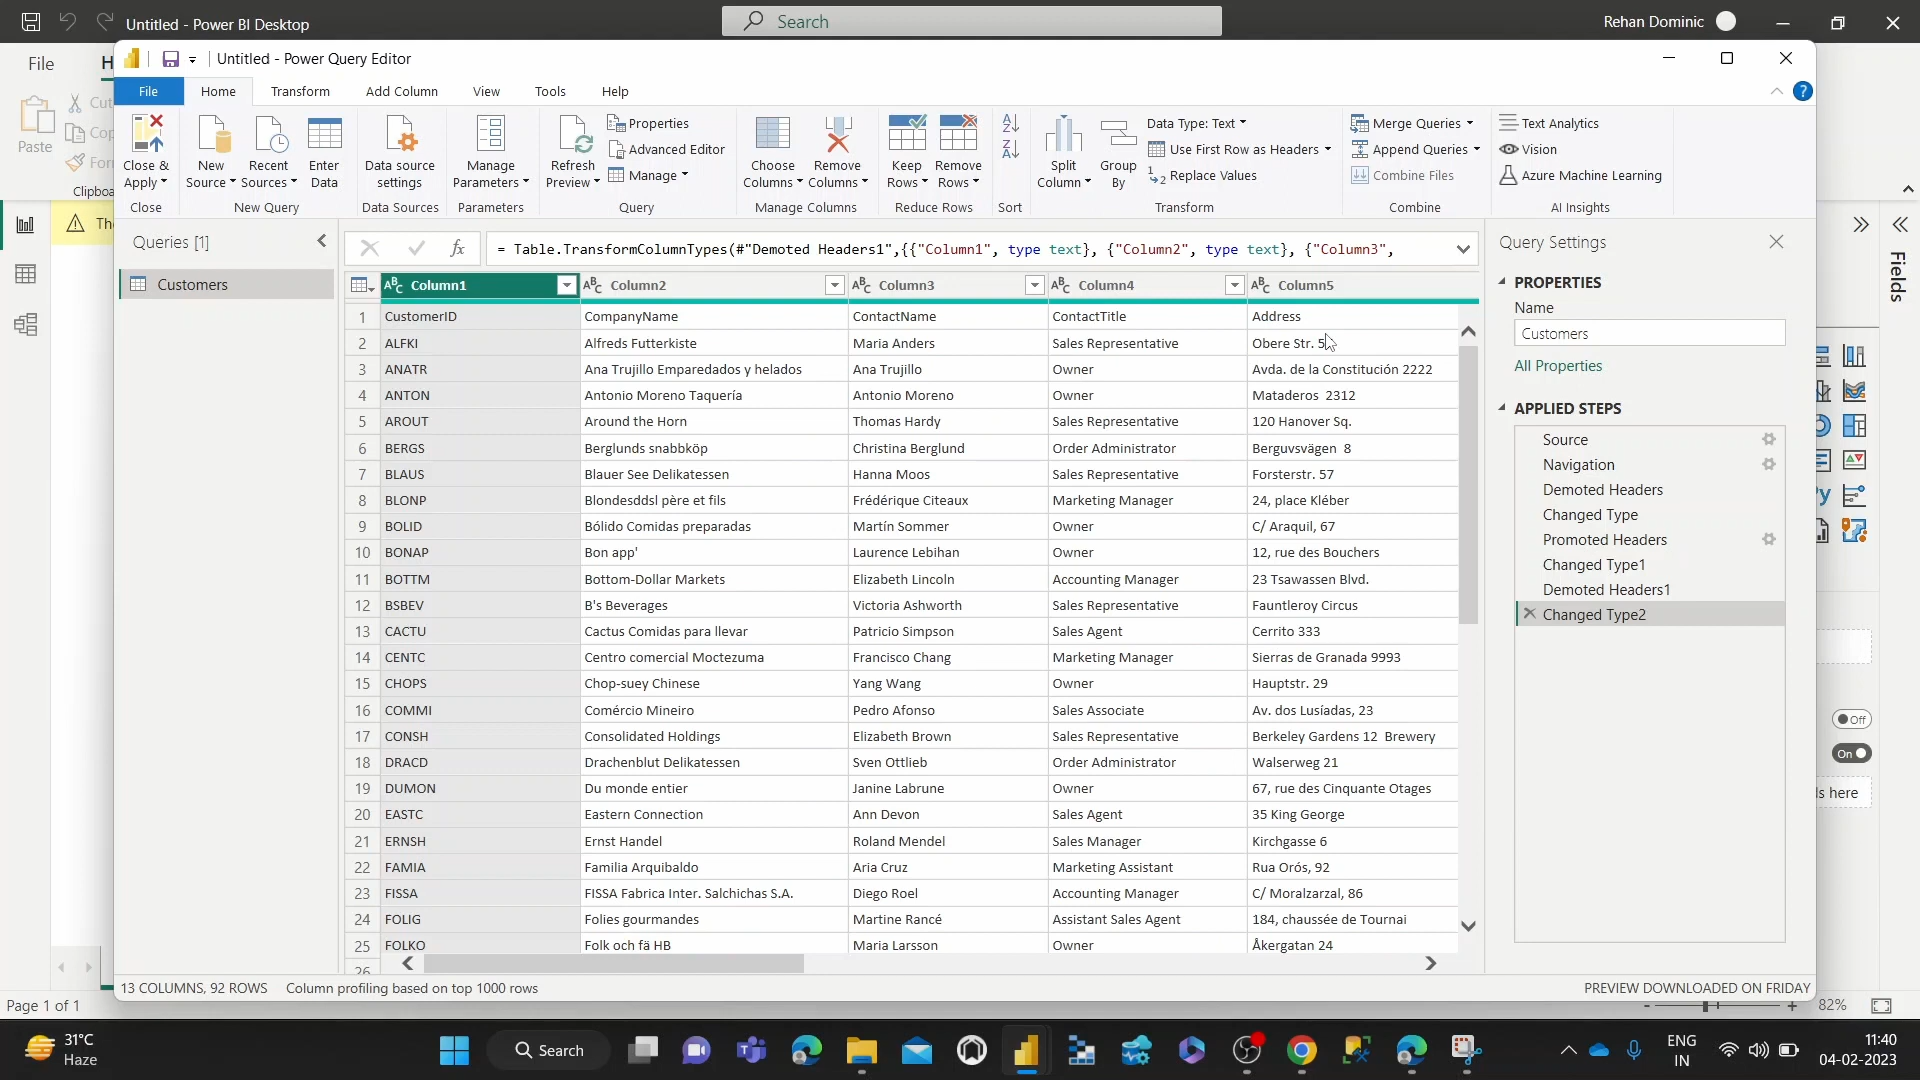 Untitled - Power BI Desktop
Search
Rehan Dominic
File
Untitled - Power Query Editor
File
Home
Transform
Add Column
View
Tools
Help
Paste
Close & Apply
New Source
Recent Sources
Enter Data
Data source settings
Manage Parameters
Refresh Preview
Properties
Advanced Editor
Manage
Choose Columns
Remove Columns
Keep Rows
Remove Rows
Split Column
Group By
Data Type: Text
Use First Row as Headers
Replace Values
Merge Queries
Append Queries
Combine Files
Text Analytics
Vision
Azure Machine Learning
Close
New Query
Data Sources
Parameters
Query
Manage Columns
Reduce Rows
Sort
Transform
Combine
AI Insights
Queries [1]
Customers
= Table.TransformColumnTypes(#"Demoted Headers1",{{"Column1", type text}, {"Column2", type text}, {"Column3",
Column1 Column2 Column3 Column4 Column5
1 CustomerID CompanyName ContactName ContactTitle Address
2 ALFKI Alfreds Futterkiste Maria Anders Sales Representative Obere Str.
3 ANATR Ana Trujillo Emparedados y helados Ana Trujillo Owner Avda. de la Constitución 2222
4 ANTON Antonio Moreno Taquería Antonio Moreno Owner Mataderos 2312
5 AROUT Around the Horn Thomas Hardy Sales Representative 120 Hanover Sq.
6 BERGS Berglunds snabbköp Christina Berglund Order Administrator Berguvsvägen 8
7 BLAUS Blauer See Delikatessen Hanna Moos Sales Representative Forsterstr. 57
8 BLONP Blondesddsl père et fils Frédérique Citeaux Marketing Manager 24, place Kléber
9 BOLID Bólido Comidas preparadas Martín Sommer Owner C/ Araquil, 67
10 BONAP Bon app' Laurence Lebihan Owner 12, rue des Bouchers
11 BOTTM Bottom-Dollar Markets Elizabeth Lincoln Accounting Manager 23 Tsawassen Blvd.
12 BSBEV B's Beverages Victoria Ashworth Sales Representative Fauntleroy Circus
13 CACTU Cactus Comidas para llevar Patricio Simpson Sales Agent Cerrito 333
14 CENTC Centro comercial Moctezuma Francisco Chang Marketing Manager Sierras de Granada 9993
15 CHOPS Chop-suey Chinese Yang Wang Owner Hauptstr. 29
16 COMMI Comércio Mineiro Pedro Afonso Sales Associate Av. dos Lusíadas, 23
17 CONSH Consolidated Holdings Elizabeth Brown Sales Representative Berkeley Gardens 12 Brewery
18 DRACD Drachenblut Delikatessen Sven Ottlieb Order Administrator Walserweg 21
19 DUMON Du monde entier Janine Labrune Owner 67, rue des Cinquante Otages
20 EASTC Eastern Connection Ann Devon Sales Agent 35 King George
21 ERNSH Ernst Handel Roland Mendel Sales Manager Kirchgasse 6
22 FAMIA Familia Arquibaldo Aria Cruz Marketing Assistant Rua Orós, 92
23 FISSA FISSA Fabrica Inter. Salchichas S.A. Diego Roel Accounting Manager C/ Moralzarzal, 86
24 FOLIG Folies gourmandes Martine Rancé Assistant Sales Agent 184, chaussée de Tournai
25 FOLKO Folk och fä HB Maria Larsson Owner Åkergatan 24
26
Query Settings
PROPERTIES
Name
Customers
All Properties
APPLIED STEPS
Source
Navigation
Demoted Headers
Changed Type
Promoted Headers
Changed Type1
Demoted Headers1
Changed Type2
Fields
Off
On
here
13 COLUMNS, 92 ROWS
Column profiling based on top 1000 rows
PREVIEW DOWNLOADED ON FRIDAY
Page 1 of 1
82%
31°C
Haze
Search
ENG
IN
11:40
04-02-2023